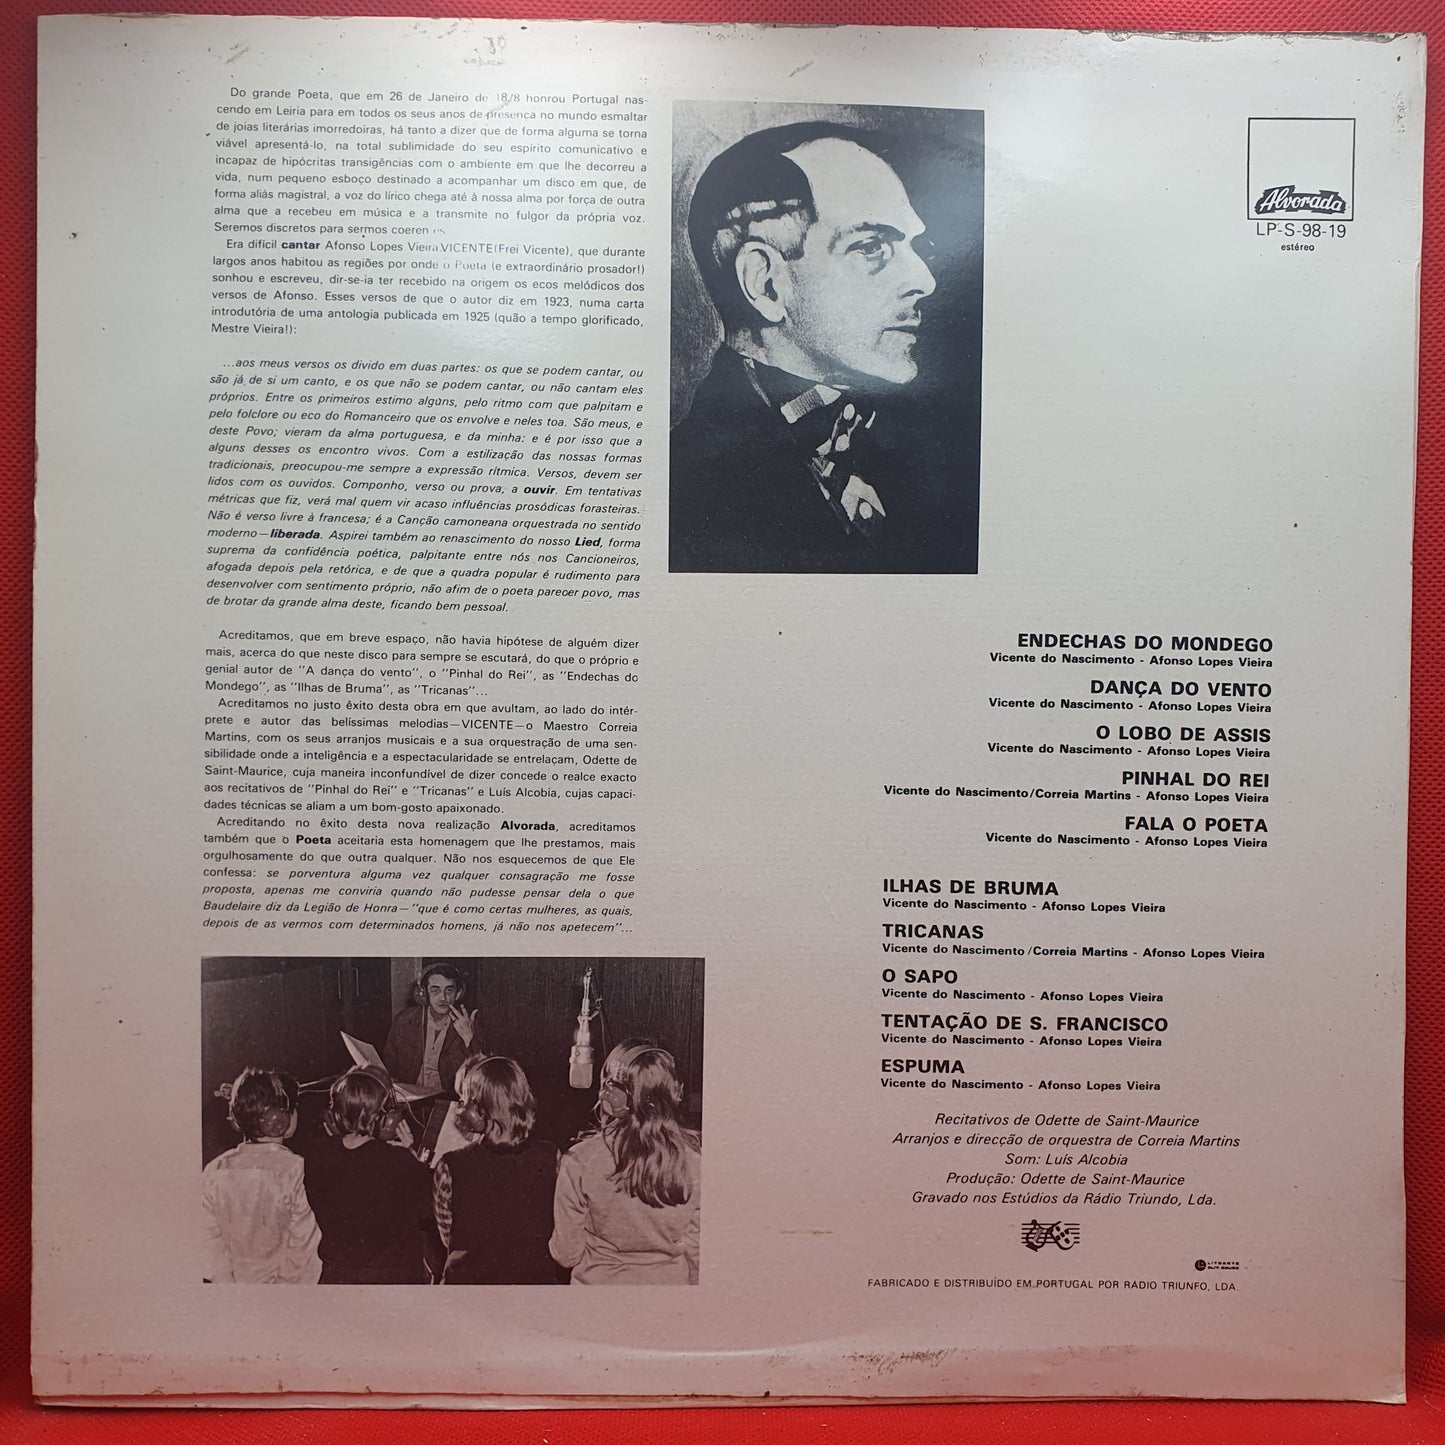 Do grande Poeta, que em 26 de Janeiro de 1878 honrou Portugal nas-
cendo em Leiria para em todos os seus anos de presença no mundo esmaltar
de joias literárias imorredoiras, há tanto a dizer que de forma alguma se torna
viável apresentá-lo, na total sublimidade do seu espírito comunicativo e
incapaz de hipócritas transigências com o ambiente em que lhe decorreu a
vida, num pequeno esboço destinado a acompanhar um disco em que, de
forma aliás magistral, a voz do lírico chega até à nossa alma por força de outra
alma que a recebeu em música e a transmite no fulgor da própria voz.
Seremos discretos para sermos coeren
Era difícil cantar Afonso Lopes Vieira. VICENTE (Frei Vicente), que durante
largos anos habitou as regiões por onde o Poeta (e extraordinário prosador!)
sonhou e escreveu, dir-se-ia ter recebido na origem os ecos melódicos dos
versos de Afonso. Esses versos de que o autor diz em 1923, numa carta
introdutória de uma antologia publicada em 1925 (quão a tempo glorificado,
Mestre Vieira!):
...aos meus versos os divido em duas partes: os que se podem cantar, ou
são já de si um canto, e os que não se podem cantar, ou não cantam eles
próprios. Entre os primeiros estimo alguns, pelo ritmo com que palpitam e
pelo folclore ou eco do Romanceiro que os envolve e neles toa. São meus, e
deste Povo; vieram da alma portuguesa, e da minha: e é por isso que a
alguns desses os encontro vivos. Com a estilização das nossas formas
tradicionais, preocupou-me sempre a expressão rítmica. Versos, devem ser
lidos com os ouvidos. Componho, verso ou prova, a ouvir. Em tentativas
métricas que fiz, verá mal quem vir acaso influências prosódicas forasteiras.
Não é verso livre à francesa; é a Canção camoneana orquestrada no sentido
moderno—liberada. Aspirei também ao renascimento do nosso Lied, forma
suprema da confidência poética, palpitante entre nós nos Cancioneiros,
afogada depois pela retórica, e de que a quadra popular é rudimento para
desenvolver com sentimento próprio, não afim de o poeta parecer povo, mas
de brotar da grande alma deste, ficando bem pessoal.
Acreditamos, que em breve espaço, não havia hipótese de alguém dizer
mais, acerca do que neste disco para sempre se escutará, do que o próprio e
genial autor de "A dança do vento", o "Pinhal do Rei", as "Endechas do
Mondego", as "Ilhas de Bruma", as "Tricanas"...
Acreditamos no justo êxito desta obra em que avultam, ao lado do intér-
prete e autor das belíssimas melodias—VICENTE—o Maestro Correia
Martins, com os seus arranjos musicais e a sua orquestração de uma sen-
sibilidade onde a inteligência e a espectacularidade se entrelaçam, Odette de
Saint-Maurice, cuja maneira inconfundível de dizer concede o realce exacto
aos recitativos de "Pinhal do Rei" e "Tricanas" e Luís Alcobia, cujas capaci-
dades técnicas se aliam a um bom-gosto apaixonado.
Acreditando no êxito desta nova realização Alvorada, acreditamos
também que o Poeta aceitaria esta homenagem que lhe prestamos, mais
orgulhosamente do que outra qualquer. Não nos esquecemos de que Ele
confessa: se porventura alguma vez qualquer consagração me fosse
proposta, apenas me conviria quando não pudesse pensar dela o que
Baudelaire diz da Legião de Honra—"que é como certas mulheres, as quais,
depois de as vermos com determinados homens, já não nos apetecem"...
Alvorada
LP-S-98-19
estéreo
ENDECHAS DO MONDEGO
Vicente do Nascimento - Afonso Lopes Vieira
DANÇA DO VENTO
Vicente do Nascimento - Afonso Lopes Vieira
O LOBO DE ASSIS
Vicente do Nascimento - Afonso Lopes Vieira
PINHAL DO REI
Vicente do Nascimento/Correia Martins - Afonso Lopes Vieira
FALA O POETA
Vicente do Nascimento - Afonso Lopes Vieira
ILHAS DE BRUMA
Vicente do Nascimento - Afonso Lopes Vieira
TRICANAS
Vicente do Nascimento/Correia Martins - Afonso Lopes Vieira
O SAPO
Vicente do Nascimento - Afonso Lopes Vieira
TENTAÇÃO DE S. FRANCISCO
Vicente do Nascimento - Afonso Lopes Vieira
ESPUMA
Vicente do Nascimento - Afonso Lopes Vieira
Recitativos de Odette de Saint-Maurice
Arranjos e direcção de orquestra de Correia Martins
Som: Luís Alcobia
Produção: Odette de Saint-Maurice
Gravado nos Estúdios da Rádio Triundo, Lda.
FABRICADO E DISTRIBUÍDO EM PORTUGAL POR RADIO TRIUNFO, LDA.